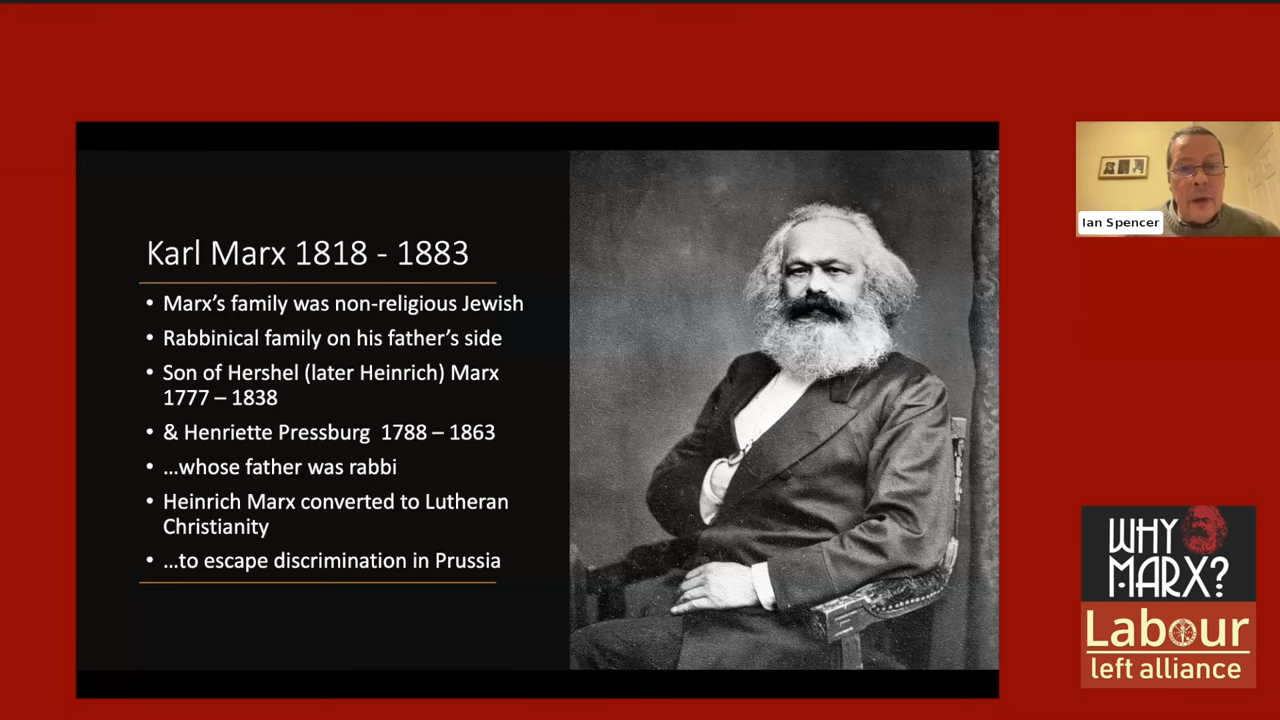 Karl Marx 1818 - 1883
• Marx’s family was non-religious Jewish
• Rabbinical family on his father’s side
• Son of Hershel (later Heinrich) Marx
1777 – 1838
• & Henriette Pressburg 1788 – 1863
• …whose father was rabbi
• Heinrich Marx converted to Lutheran
Christianity
• …to escape discrimination in Prussia
Ian Spencer
WHY
MARX?
Labour
left alliance